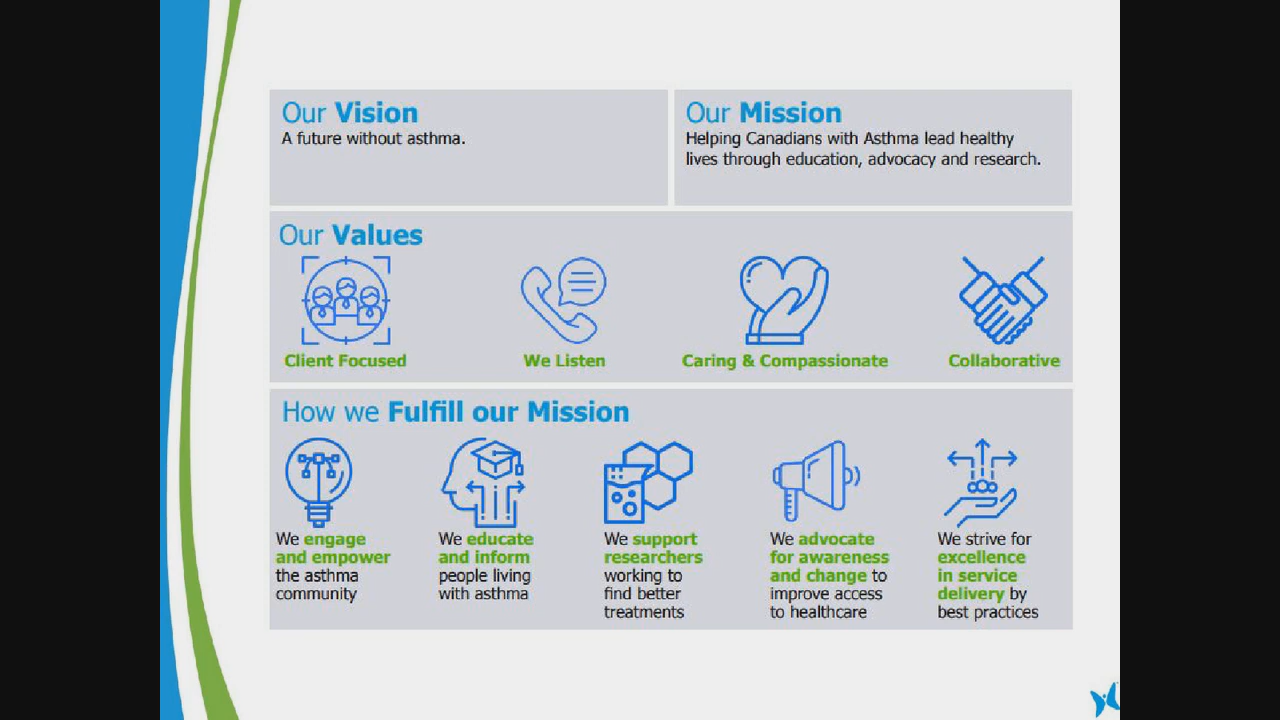 Our Vision
A future without asthma.
Our Mission
Helping Canadians with Asthma lead healthy
lives through education, advocacy and research.
Our Values
Client Focused
We Listen
Caring & Compassionate
Collaborative
How we Fulfill our Mission
We engage
and empower
the asthma
community
We educate
and inform
people living
with asthma
We support
researchers
working to
find better
treatments
We advocate
for awareness
and change to
improve access
to healthcare
We strive for
excellence
in service
delivery by
best practices